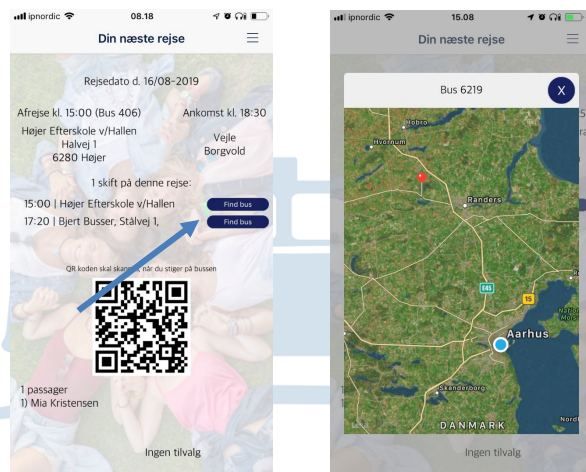 ipnordic
08.18
Din næste rejse
Rejsedato d. 16/08-2019
Afrejse kl. 15:00 (Bus 406)
Ankomst kl. 18:30
Højer Efterskole v/Hallen
Halvej 1
6280 Højer
Vejle
Borgvold
1 skift på denne rejse:
15:00 | Højer Efterskole v/Hallen
Find bus
17:20 | Bjert Busser, Stålvej 1,
Find bus
QR koden skal skannes, når du stiger på bussen
1 passager
1) Mia Kristensen
Ingen tilvalg
ipnordic
15.08
Din næste rejse
Bus 6219
X
Hobro
Hvornum
Randers
E45
15
Aarhus
Skanderborg
DANMARK
Ingen tilvalg